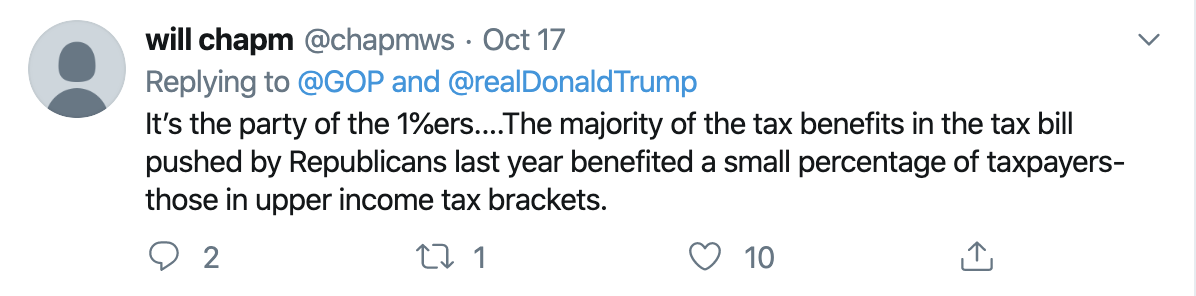 will chapm @chapmws · Oct 17
Replying to @GOP and @realDonaldTrump
It’s the party of the 1%ers....The majority of the tax benefits in the tax bill
pushed by Republicans last year benefited a small percentage of taxpayers-
those in upper income tax brackets.
2 1 10